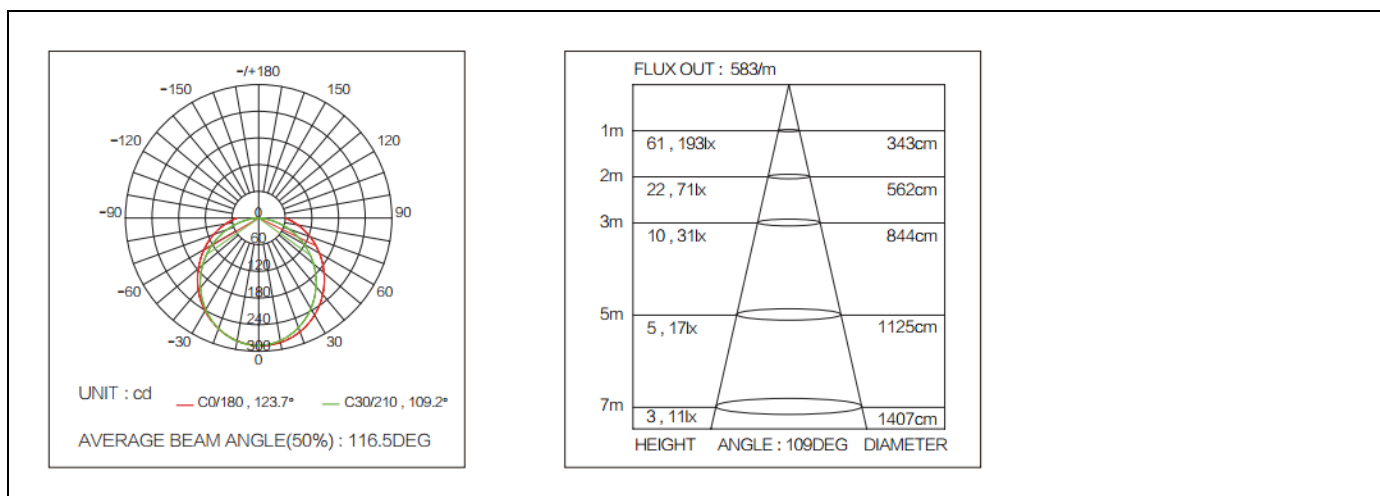 −/+180
−150 150
−120 120
−90 90
−60 60
−30 30
0
60
120
180
240
300
0
UNIT : cd
C0/180 , 123.7° C30/210 , 109.2°
AVERAGE BEAM ANGLE(50%) : 116.5DEG
FLUX OUT : 583/m
1m 61 , 193lx 343cm
2m 22 , 71lx 562cm
3m 10 , 31lx 844cm
5m 5 , 17lx 1125cm
7m 3 , 11lx 1407cm
HEIGHT ANGLE : 109DEG DIAMETER